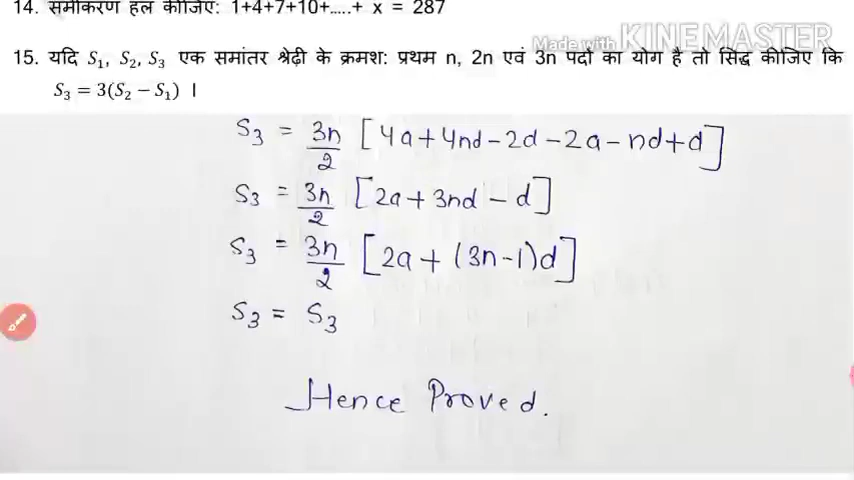 14. समीकरण हल कीजिए: 1+4+7+10+.....+ x = 287
Made with KINEMASTER
15. यदि S₁, S₂, S₃ एक समांतर श्रेढ़ी के क्रमश: प्रथम n, 2n एवं 3n पदों का योग है तो सिद्ध कीजिए कि
S₃ = 3(S₂ − S₁) ।
S₃ = 3n/2 [4a+4nd-2d-2a-nd+d]
S₃ = 3n/2 [2a+3nd-d]
S₃ = 3n/2 [2a+(3n-1)d]
S₃ = S₃
Hence Proved.